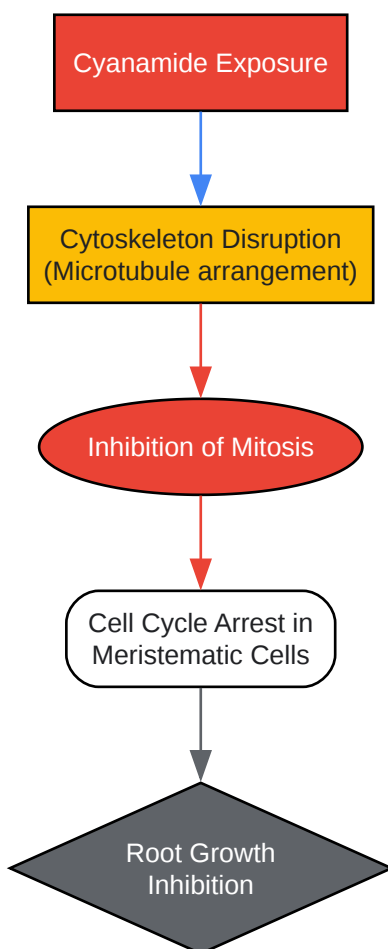 Cyanamide Exposure
Cytoskeleton Disruption
(Microtubule arrangement)
Inhibition of Mitosis
Cell Cycle Arrest in
Meristematic Cells
Root Growth
Inhibition